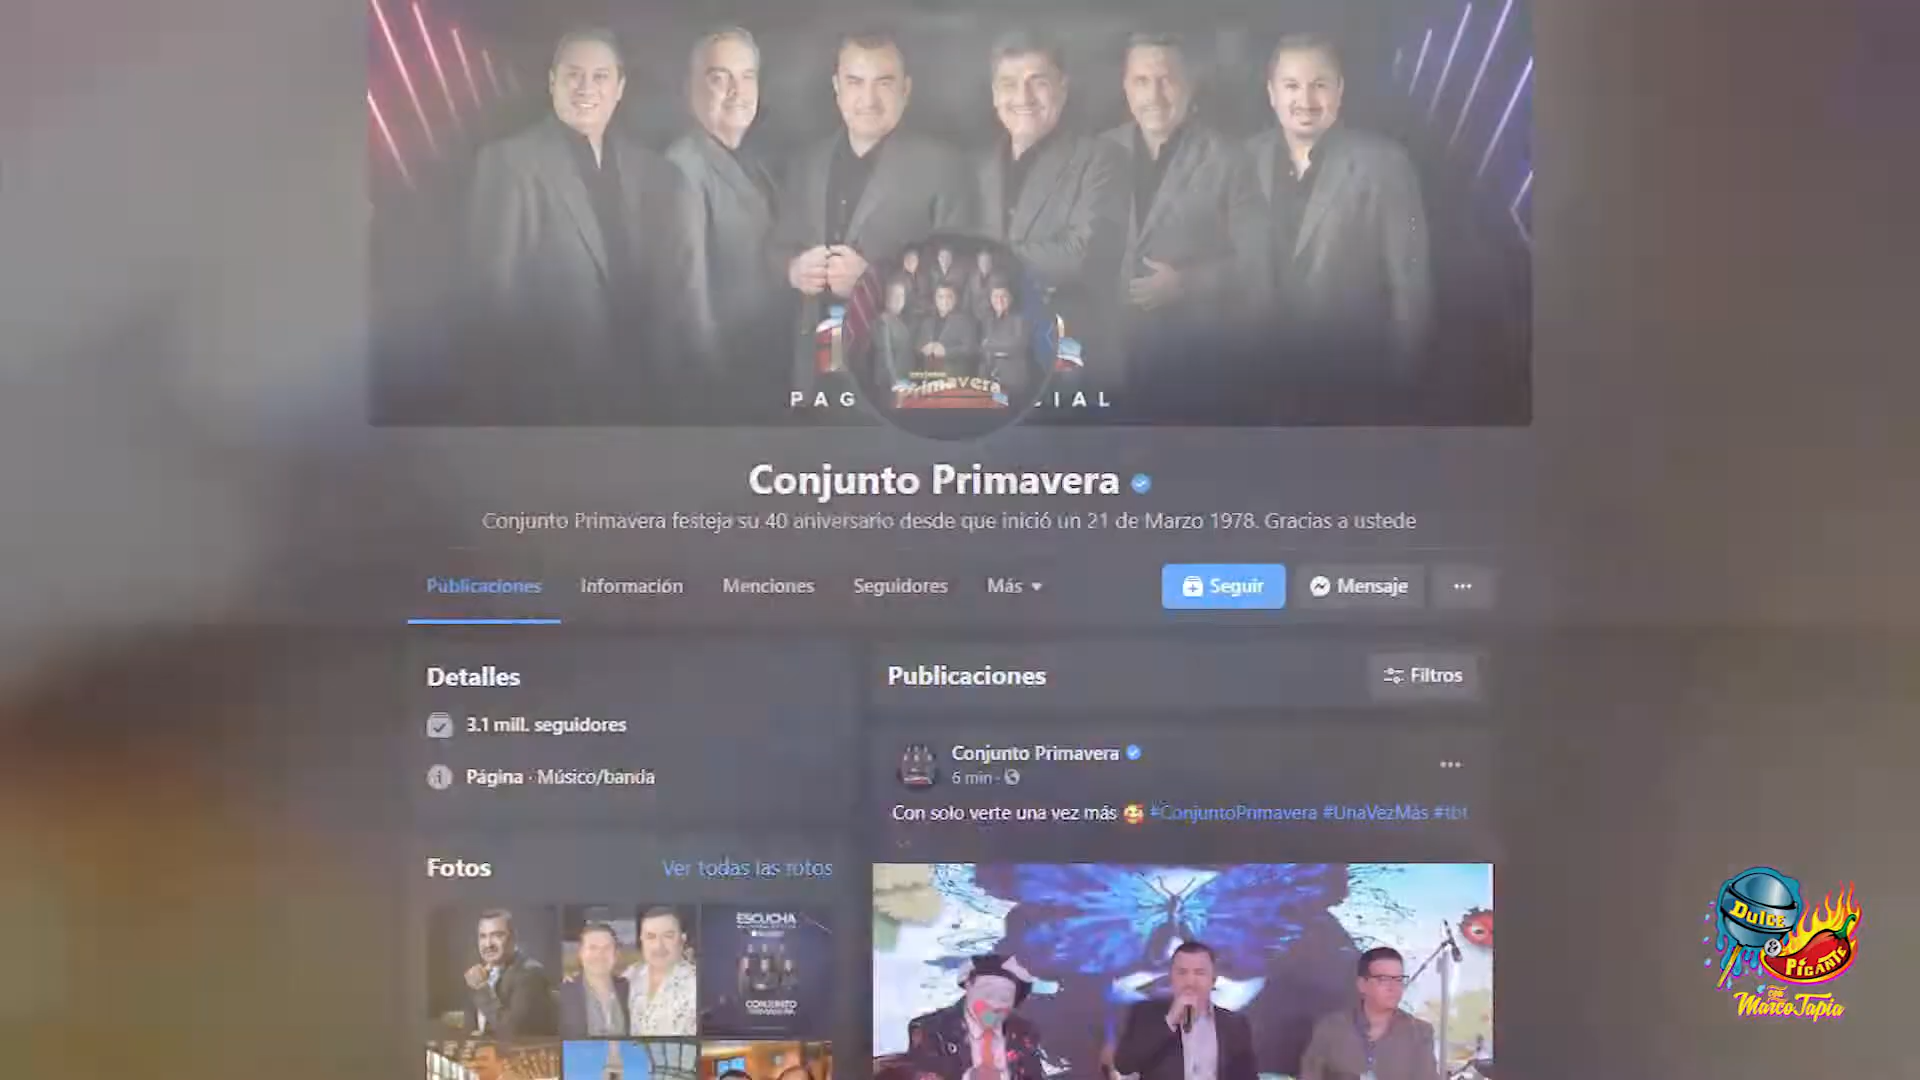 PAG CIAL
Primavera
Conjunto Primavera
Conjunto Primavera festeja su 40 aniversario desde que inició un 21 de Marzo 1978. Gracias a ustede
Publicaciones
Información
Menciones
Seguidores
Más
Seguir
Mensaje
Detalles
3.1 mill. seguidores
Página · Músico/banda
Fotos
Ver todas las fotos
ESCUCHA
CONJUNTO
PRIMAVERA
Publicaciones
Filtros
Conjunto Primavera
6 min ·
Con solo verte una vez más 🥰 #ConjuntoPrimavera #UnaVezMás #tbt
Dulce
&
PiCANTE
con
Marco Tapia